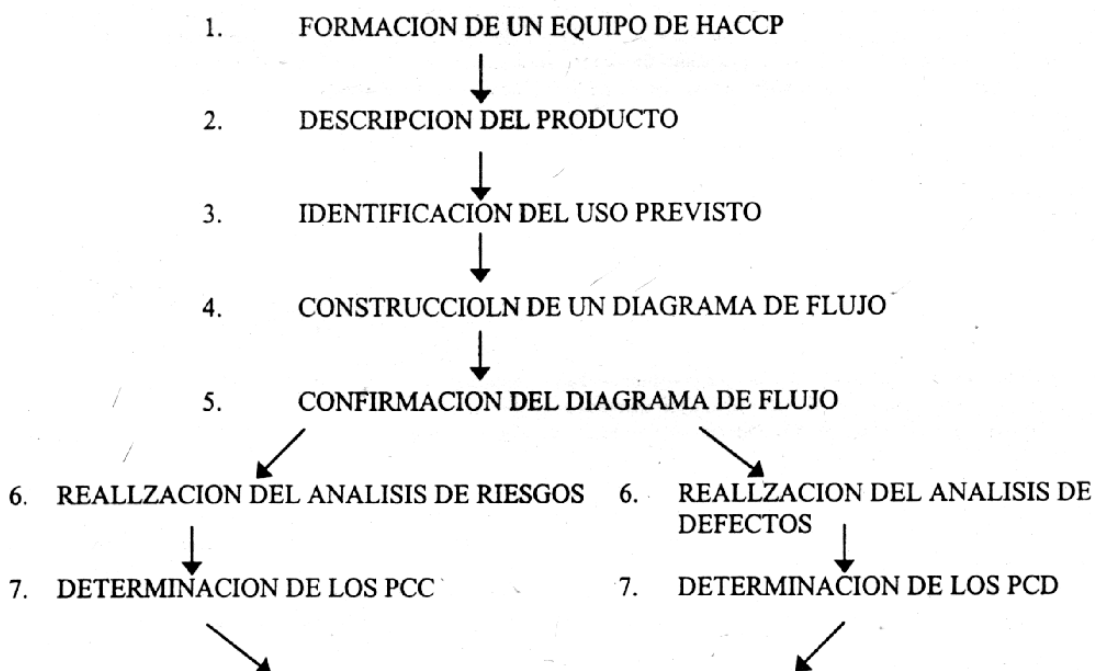 1. FORMACION DE UN EQUIPO DE HACCP
2. DESCRIPCION DEL PRODUCTO
3. IDENTIFICACION DEL USO PREVISTO
4. CONSTRUCCIOLN DE UN DIAGRAMA DE FLUJO
5. CONFIRMACION DEL DIAGRAMA DE FLUJO
6. REALLZACION DEL ANALISIS DE RIESGOS
6. REALLZACION DEL ANALISIS DE
DEFECTOS
7. DETERMINACION DE LOS PCC
7. DETERMINACION DE LOS PCD